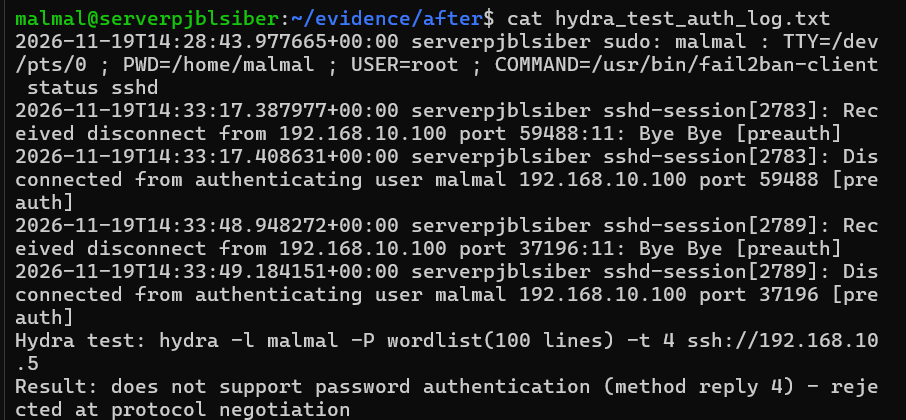 malmal@serverpjblsiber:~/evidence/after$ cat hydra_test_auth_log.txt
2026-11-19T14:28:43.977665+00:00 serverpjblsiber sudo: malmal : TTY=/dev
/pts/0 ; PWD=/home/malmal ; USER=root ; COMMAND=/usr/bin/fail2ban-client
 status sshd
2026-11-19T14:33:17.387977+00:00 serverpjblsiber sshd-session[2783]: Rec
eived disconnect from 192.168.10.100 port 59488:11: Bye Bye [preauth]
2026-11-19T14:33:17.408631+00:00 serverpjblsiber sshd-session[2783]: Dis
connected from authenticating user malmal 192.168.10.100 port 59488 [pre
auth]
2026-11-19T14:33:48.948272+00:00 serverpjblsiber sshd-session[2789]: Rec
eived disconnect from 192.168.10.100 port 37196:11: Bye Bye [preauth]
2026-11-19T14:33:49.184151+00:00 serverpjblsiber sshd-session[2789]: Dis
connected from authenticating user malmal 192.168.10.100 port 37196 [pre
auth]
Hydra test: hydra -l malmal -P wordlist(100 lines) -t 4 ssh://192.168.10
.5
Result: does not support password authentication (method reply 4) - reje
cted at protocol negotiation